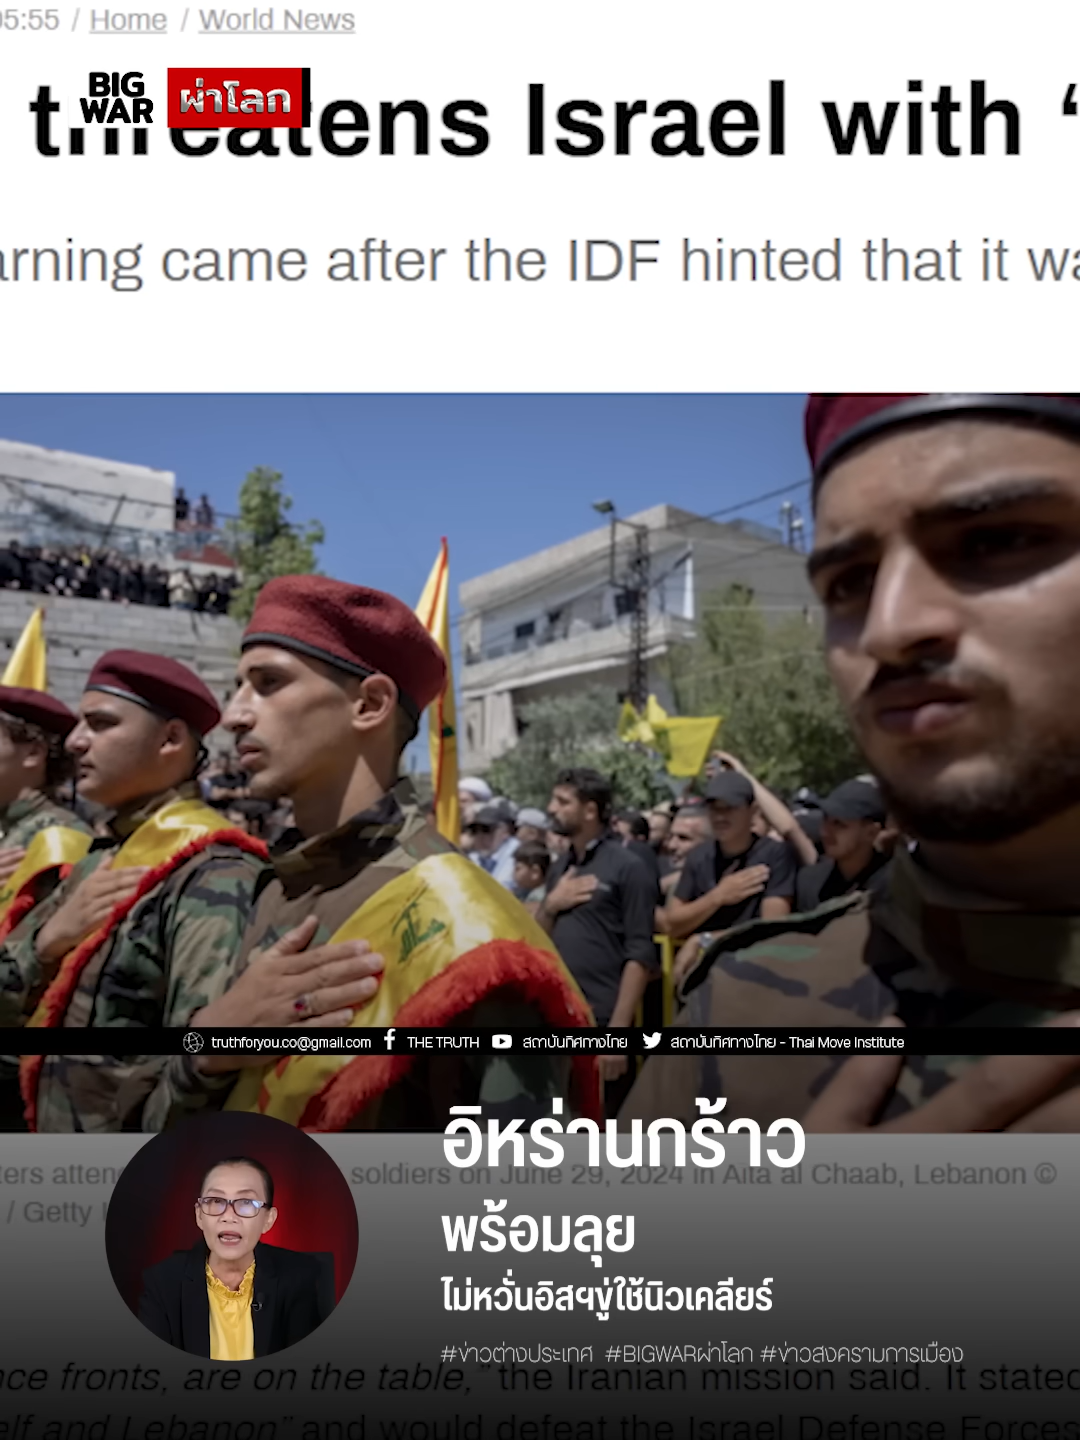 05:55 / Home / World News
BIG
WAR
ผ่าโลก
threatens Israel with ‘
arning came after the IDF hinted that it wa
truthforyou.co@gmail.com THE TRUTH สถาบันทิศทางไทย สถาบันทิศทางไทย - Thai Move Institute
อิหร่านกร้าว
ters atten soldiers on June 29, 2024 in Aita al Chaab, Lebanon ©
/ Getty
พร้อมลุย
ไม่หวั่นอิสฯขู่ใช้นิวเคลียร์
#ข่าวต่างประเทศ #BIGWARผ่าโลก #ข่าวสงครามการเมือง
nce fronts, are on the table,” the Iranian mission said. It stated
elf and Lebanon” and would defeat the Israel Defense Forces